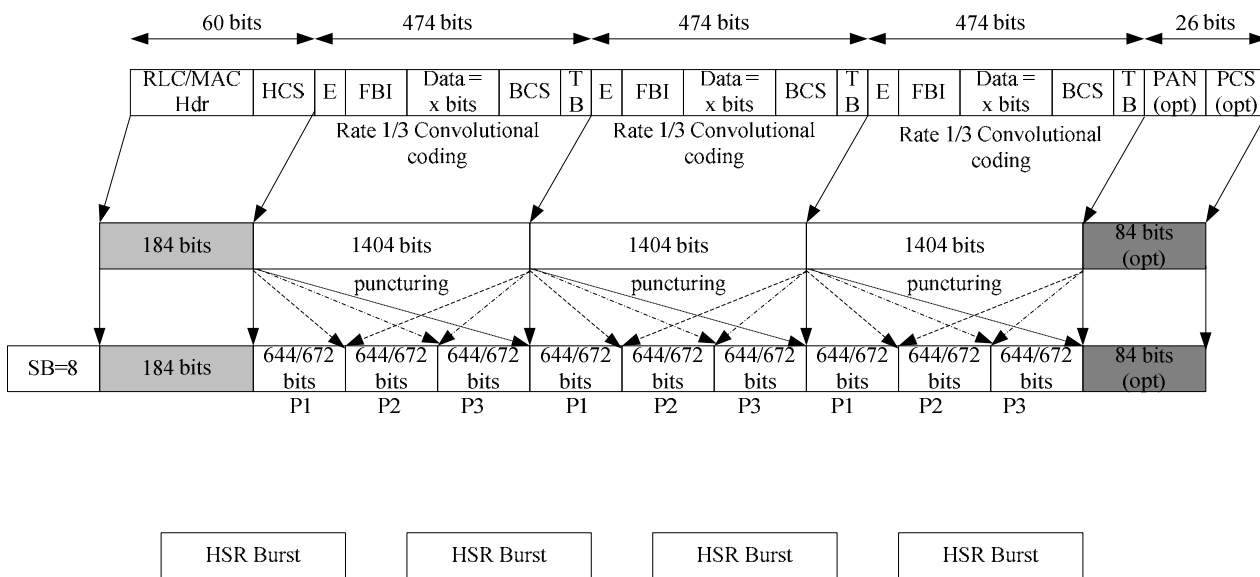 60 bits 474 bits 474 bits 474 bits 26 bits
RLC/MAC Hdr HCS E FBI Data = x bits BCS T B E FBI Data = x bits BCS T B E FBI Data = x bits BCS T B PAN (opt) PCS (opt)
Rate 1/3 Convolutional coding Rate 1/3 Convolutional coding Rate 1/3 Convolutional coding
184 bits 1404 bits 1404 bits 1404 bits 84 bits (opt)
puncturing puncturing puncturing
SB=8 184 bits 644/672 bits 644/672 bits 644/672 bits 644/672 bits 644/672 bits 644/672 bits 644/672 bits 644/672 bits 644/672 bits 84 bits (opt)
P1 P2 P3 P1 P2 P3 P1 P2 P3
HSR Burst HSR Burst HSR Burst HSR Burst